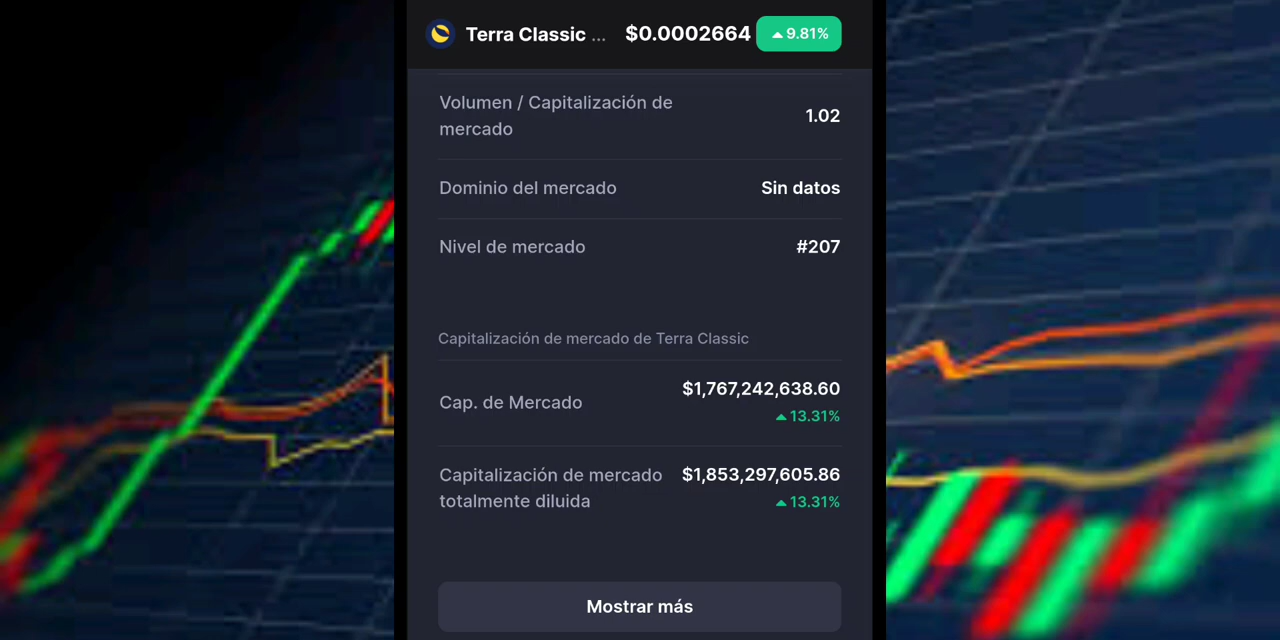 Terra Classic ... $0.0002664 9.81%
Volumen / Capitalización de
mercado
1.02
Dominio del mercado Sin datos
Nivel de mercado #207
Capitalización de mercado de Terra Classic
Cap. de Mercado $1,767,242,638.60
13.31%
Capitalización de mercado $1,853,297,605.86
totalmente diluida 13.31%
Mostrar más